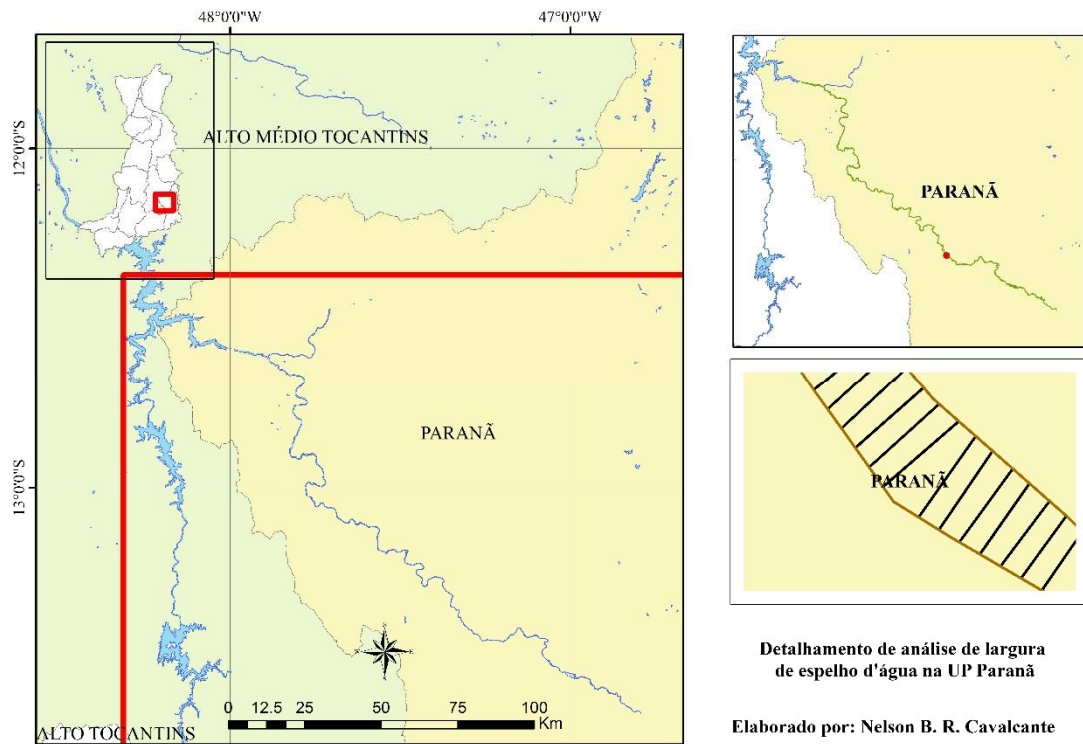 48°0'0"W
47°0'0"W
12°0'0"S
ALTO MÉDIO TOCANTINS
PARANÃ
13°0'0"S
0 12.5 25 50 75 100
Km
ALTO TOCANTINS
PARANÃ
PARANÃ
Detalhamento de análise de largura
de espelho d'água na UP Paranã
Elaborado por: Nelson B. R. Cavalcante